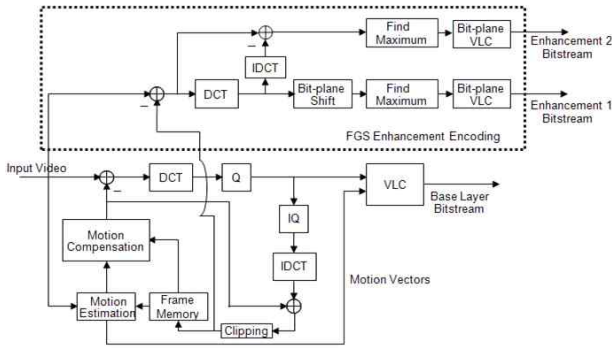 Find Maximum
Bit-plane VLC
Enhancement 2 Bitstream
IDCT
DCT
Bit-plane Shift
Find Maximum
Bit-plane VLC
Enhancement 1 Bitstream
FGS Enhancement Encoding
Input Video
DCT
Q
VLC
Base Layer Bitstream
IQ
Motion Compensation
IDCT
Motion Vectors
Motion Estimation
Frame Memory
Clipping